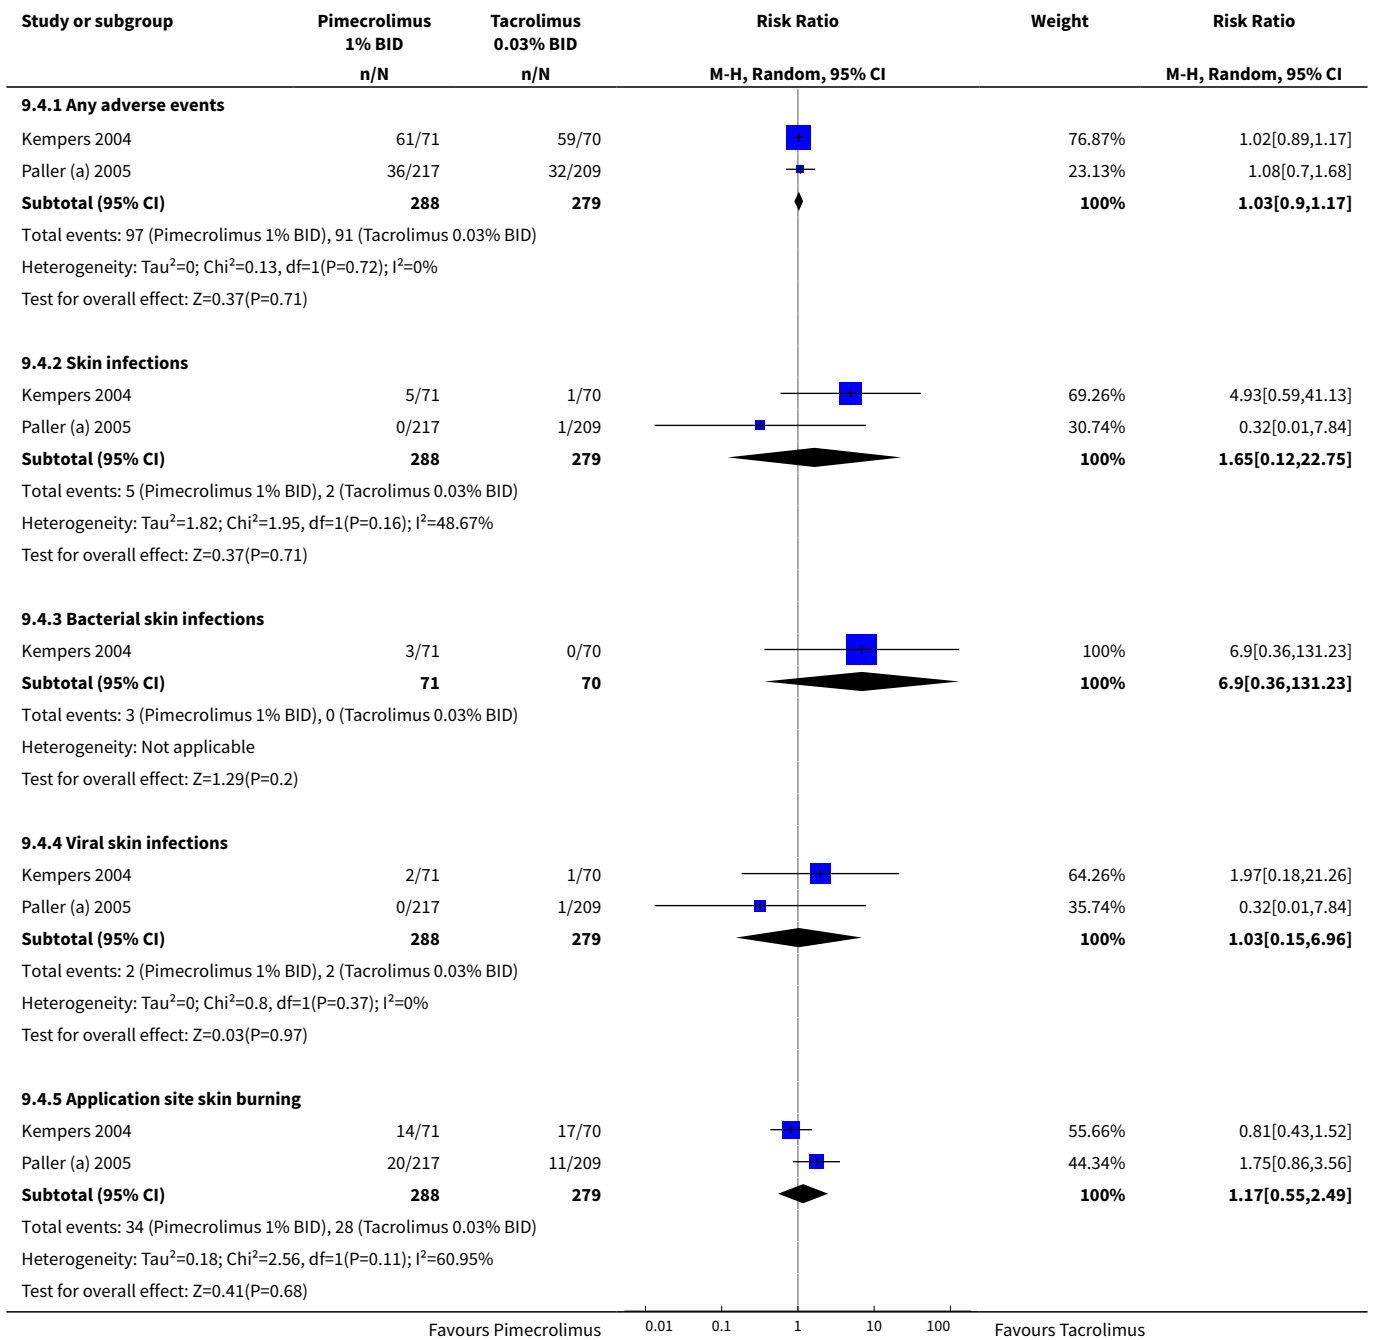 Study or subgroup Pimecrolimus 1% BID Tacrolimus 0.03% BID Risk Ratio Weight Risk Ratio
n/N n/N M-H, Random, 95% CI M-H, Random, 95% CI
9.4.1 Any adverse events
Kempers 2004 61/71 59/70 76.87% 1.02[0.89,1.17]
Paller (a) 2005 36/217 32/209 23.13% 1.08[0.7,1.68]
Subtotal (95% CI) 288 279 100% 1.03[0.9,1.17]
Total events: 97 (Pimecrolimus 1% BID), 91 (Tacrolimus 0.03% BID)
Heterogeneity: Tau²=0; Chi²=0.13, df=1(P=0.72); I²=0%
Test for overall effect: Z=0.37(P=0.71)
9.4.2 Skin infections
Kempers 2004 5/71 1/70 69.26% 4.93[0.59,41.13]
Paller (a) 2005 0/217 1/209 30.74% 0.32[0.01,7.84]
Subtotal (95% CI) 288 279 100% 1.65[0.12,22.75]
Total events: 5 (Pimecrolimus 1% BID), 2 (Tacrolimus 0.03% BID)
Heterogeneity: Tau²=1.82; Chi²=1.95, df=1(P=0.16); I²=48.67%
Test for overall effect: Z=0.37(P=0.71)
9.4.3 Bacterial skin infections
Kempers 2004 3/71 0/70 100% 6.9[0.36,131.23]
Subtotal (95% CI) 71 70 100% 6.9[0.36,131.23]
Total events: 3 (Pimecrolimus 1% BID), 0 (Tacrolimus 0.03% BID)
Heterogeneity: Not applicable
Test for overall effect: Z=1.29(P=0.2)
9.4.4 Viral skin infections
Kempers 2004 2/71 1/70 64.26% 1.97[0.18,21.26]
Paller (a) 2005 0/217 1/209 35.74% 0.32[0.01,7.84]
Subtotal (95% CI) 288 279 100% 1.03[0.15,6.96]
Total events: 2 (Pimecrolimus 1% BID), 2 (Tacrolimus 0.03% BID)
Heterogeneity: Tau²=0; Chi²=0.8, df=1(P=0.37); I²=0%
Test for overall effect: Z=0.03(P=0.97)
9.4.5 Application site skin burning
Kempers 2004 14/71 17/70 55.66% 0.81[0.43,1.52]
Paller (a) 2005 20/217 11/209 44.34% 1.75[0.86,3.56]
Subtotal (95% CI) 288 279 100% 1.17[0.55,2.49]
Total events: 34 (Pimecrolimus 1% BID), 28 (Tacrolimus 0.03% BID)
Heterogeneity: Tau²=0.18; Chi²=2.56, df=1(P=0.11); I²=60.95%
Test for overall effect: Z=0.41(P=0.68)
Favours Pimecrolimus 0.01 0.1 1 10 100 Favours Tacrolimus